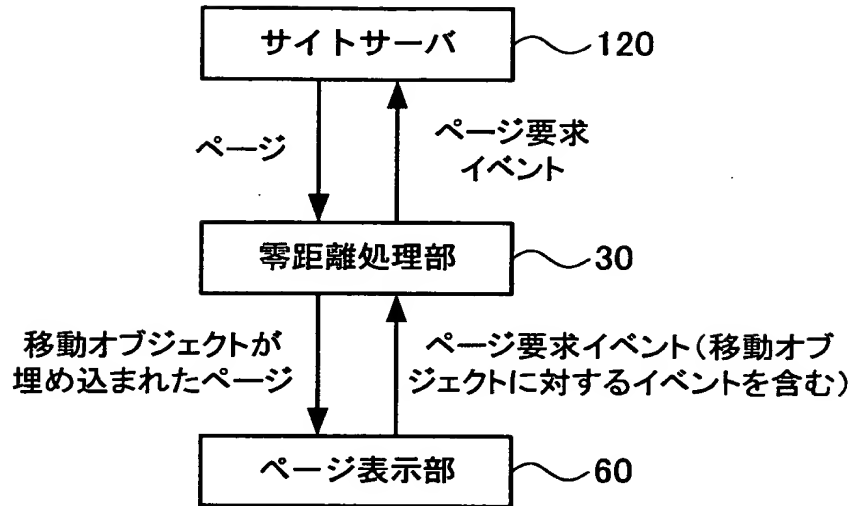 サイトサーバ
120
ページ
ページ要求
イベント
零距離処理部
30
移動オブジェクトが
埋め込まれたページ
ページ要求イベント(移動オブ
ジェクトに対するイベントを含む)
ページ表示部
60